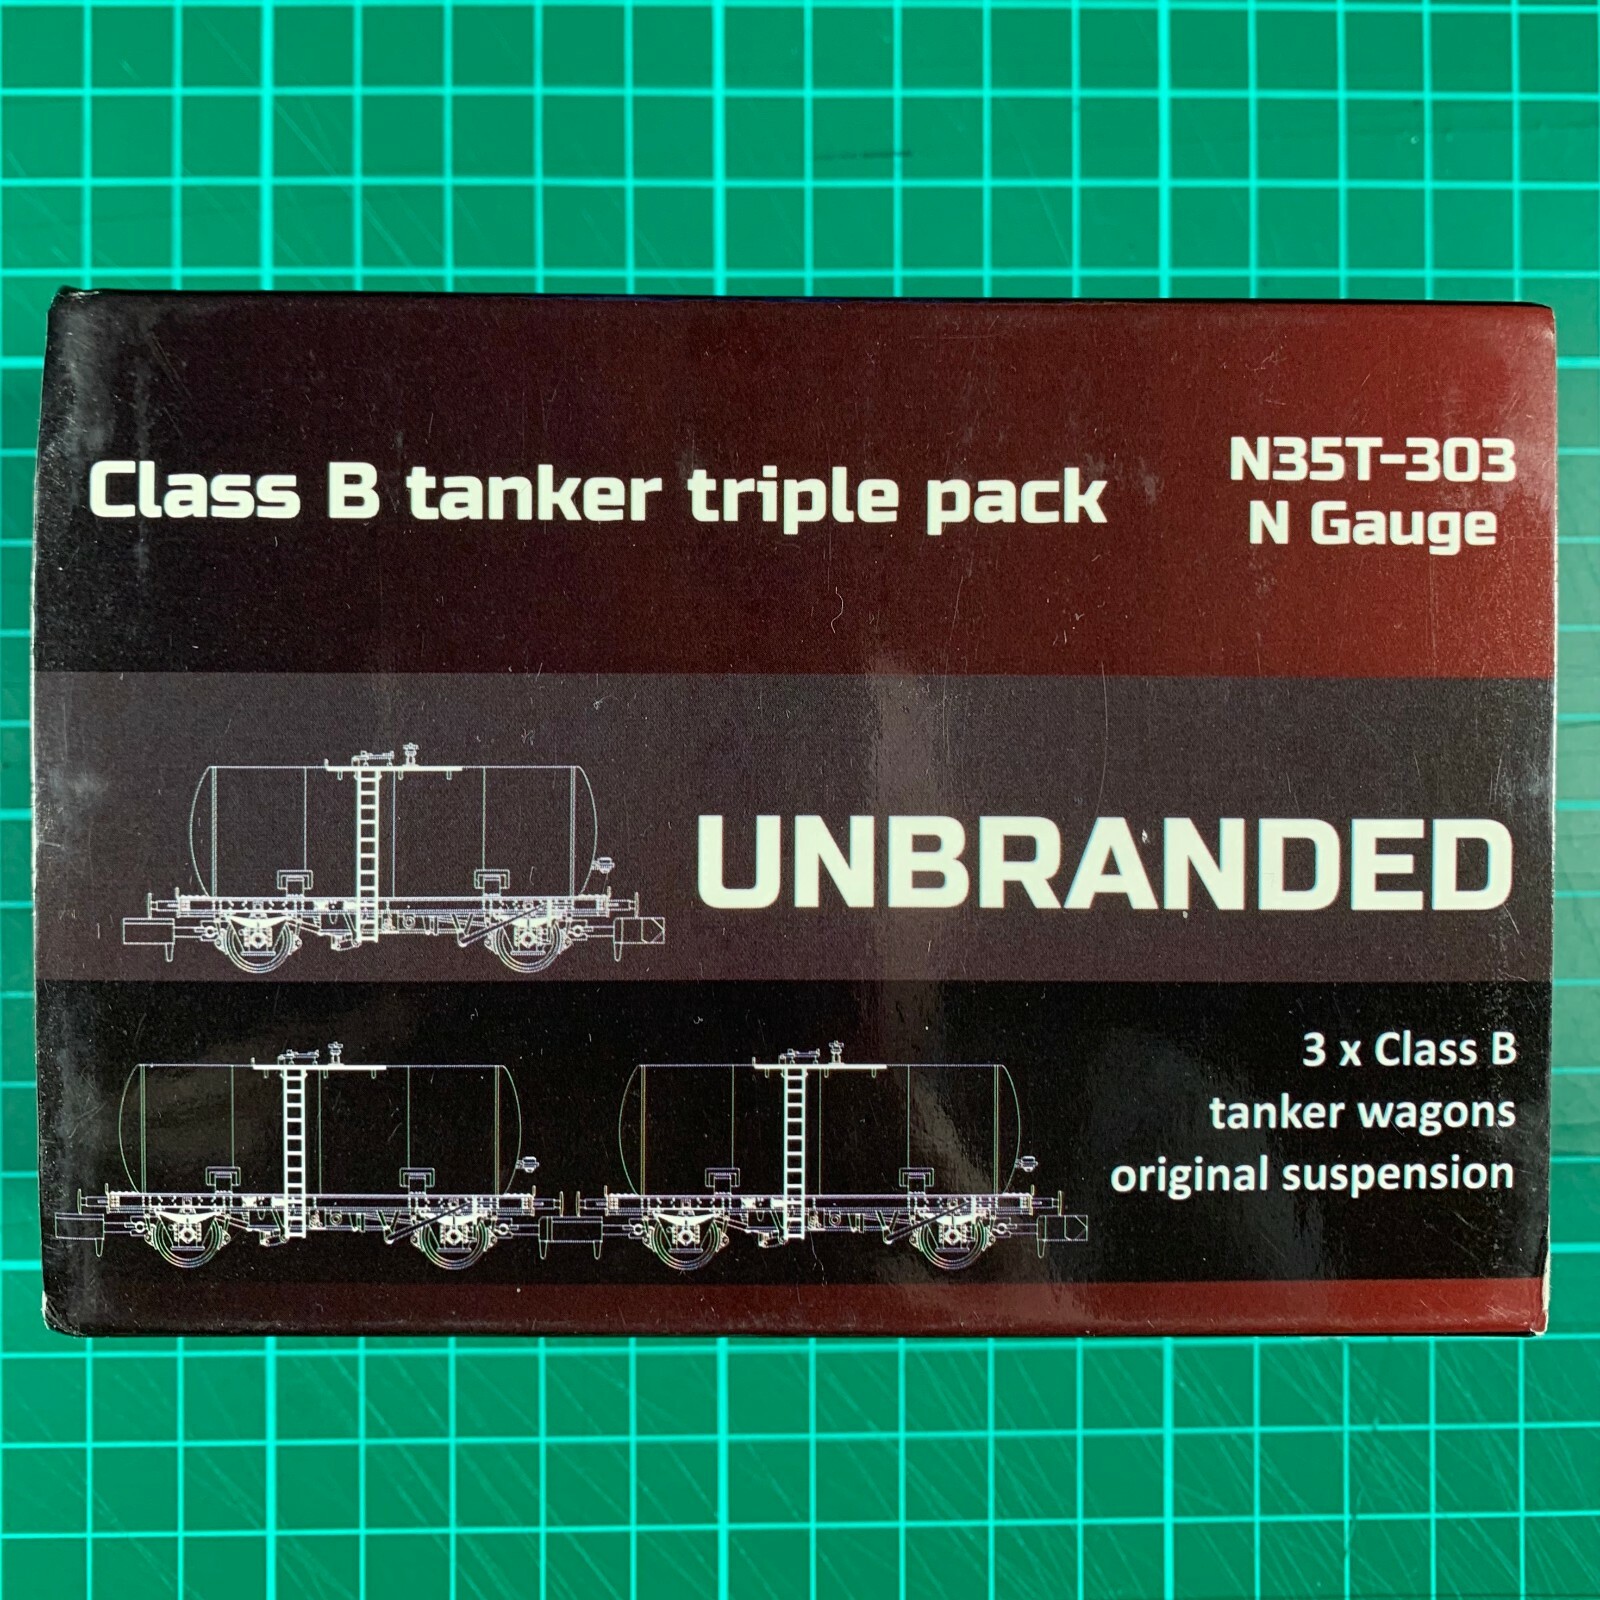 Class B tanker triple pack
N35T-303
N Gauge
UNBRANDED
3 x Class B
tanker wagons
original suspension